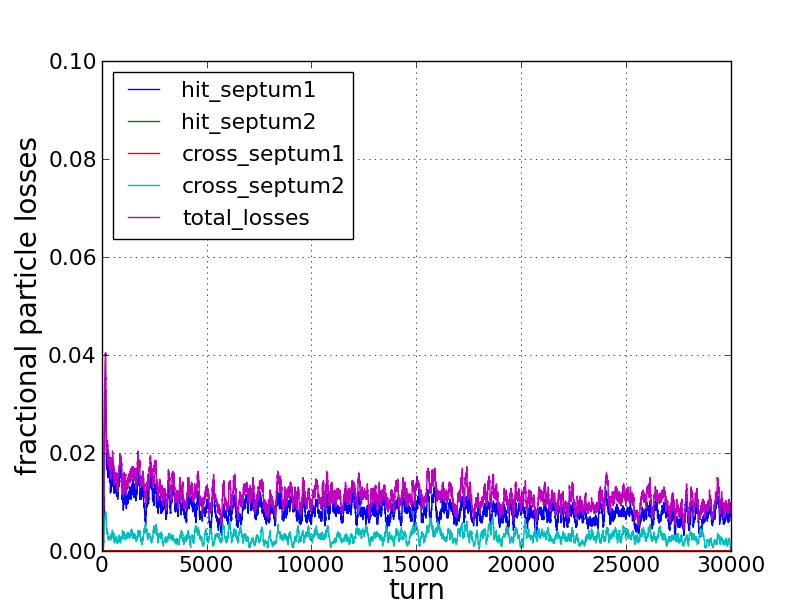 0.10
0.08
0.06
0.04
0.02
0.00
fractional particle losses
hit_septum1
hit_septum2
cross_septum1
cross_septum2
total_losses
0 5000 10000 15000 20000 25000 30000
turn